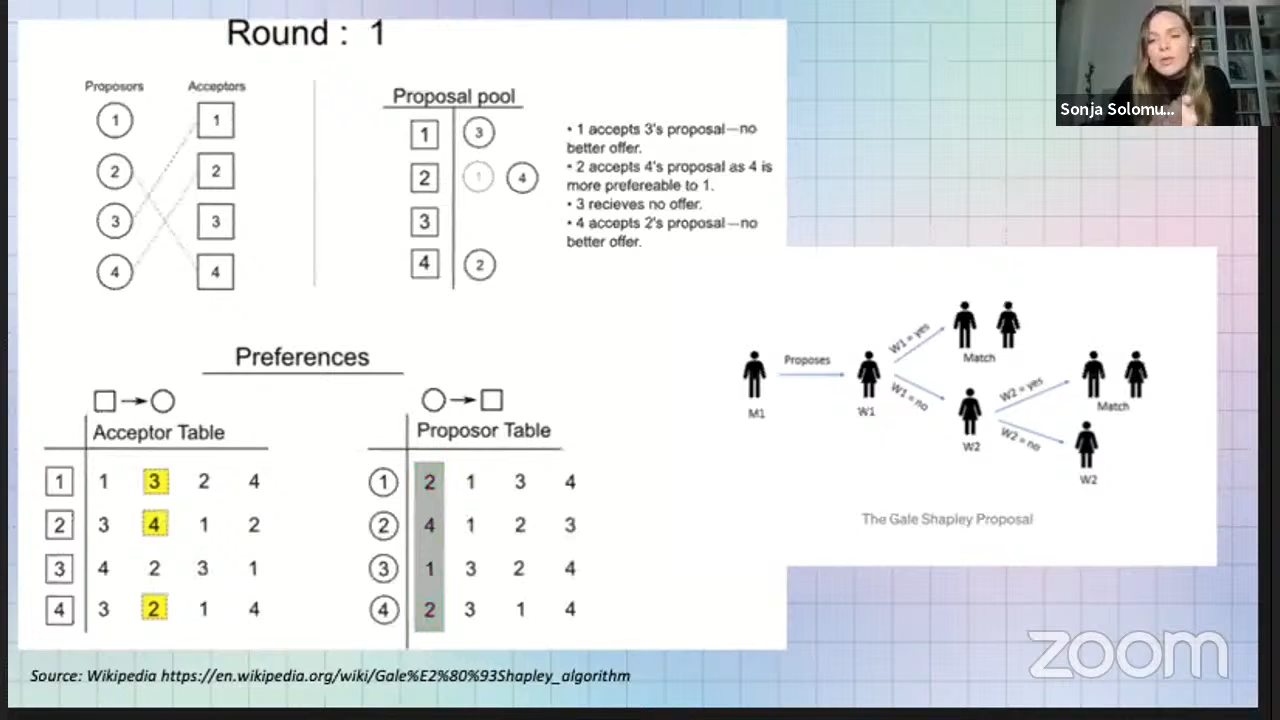 Round : 1
Proposors Acceptors
1 1
2 2
3 3
4 4
Proposal pool
1 3
2 1 4
3
4 2
• 1 accepts 3's proposal—no
better offer.
• 2 accepts 4's proposal as 4 is
more prefereable to 1.
• 3 recieves no offer.
• 4 accepts 2's proposal—no
better offer.
Sonja Solomu...
Preferences
Acceptor Table
1 1 3 2 4
2 3 4 1 2
3 4 2 3 1
4 3 2 1 4
Proposor Table
1 2 1 3 4
2 4 1 2 3
3 1 3 2 4
4 2 3 1 4
M1
Proposes
W1
W1 = yes
Match
W1 = no
W2
W2 = yes
Match
W2 = no
W2
The Gale Shapley Proposal
Source: Wikipedia https://en.wikipedia.org/wiki/Gale%E2%80%93Shapley_algorithm
zoom